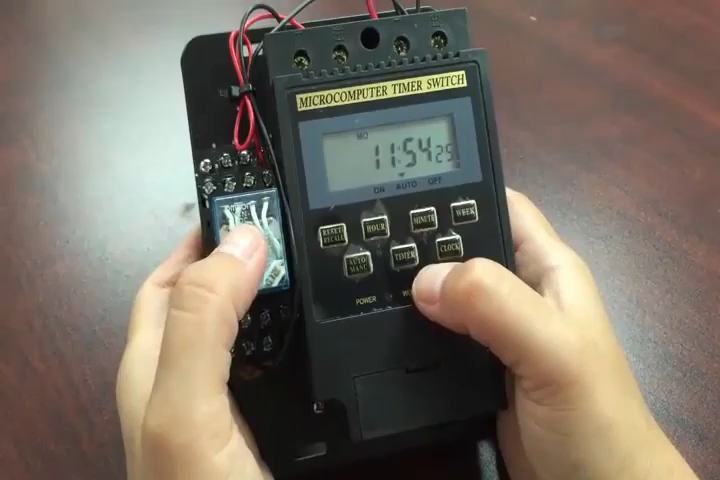 MICROCOMPUTER TIMER SWITCH
MO
11:54 25
ON AUTO OFF
RESET/
RECALL
HOUR
MINUTE
WEEK
AUTO/
MANU
TIMER
CLOCK
POWER